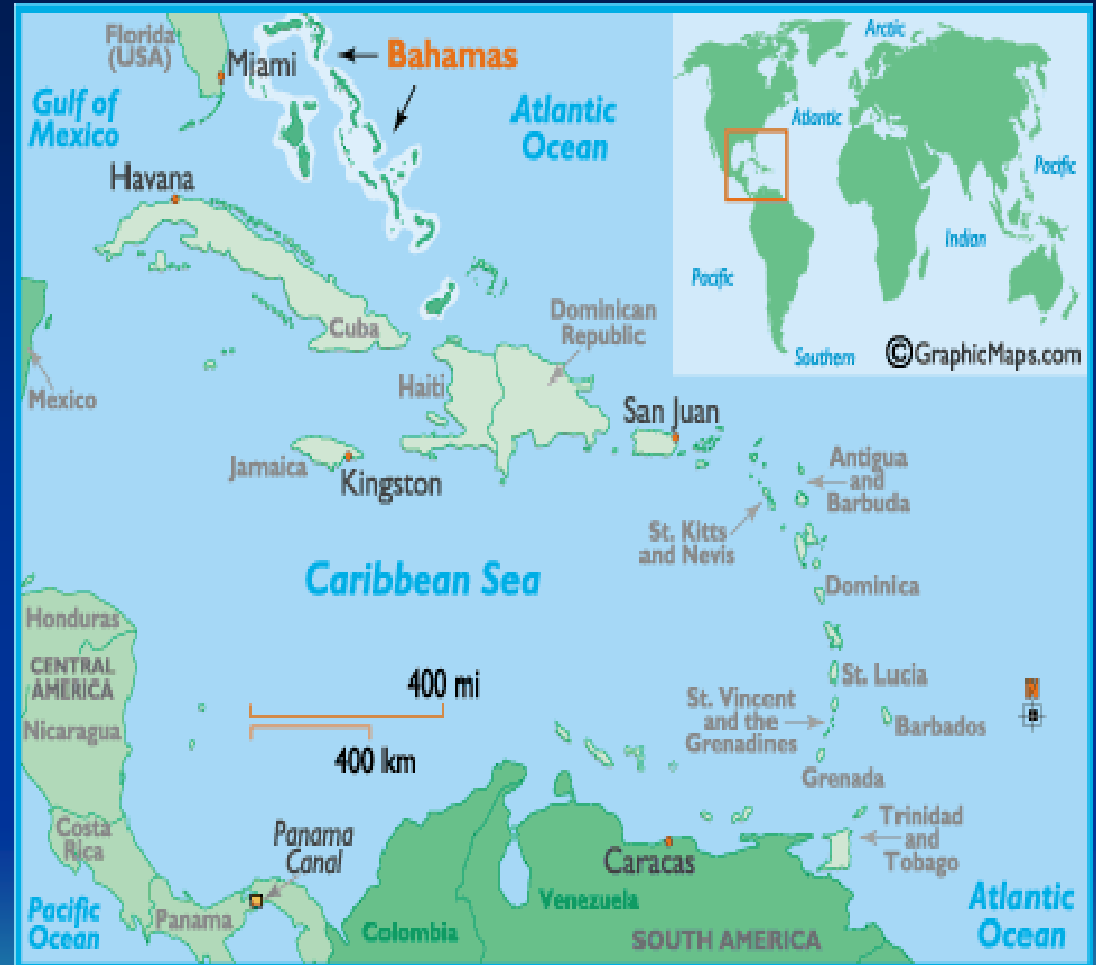 Florida
(USA)
Miami
Bahamas
Gulf of
Mexico
Atlantic
Ocean
Havana
Arctic
Atlantic
Pacific
Indian
Pacific
Southern
©GraphicMaps.com
Cuba
Dominican
Republic
Mexico
Haiti
San Juan
Jamaica
Kingston
Antigua
and
Barbuda
St. Kitts
and Nevis
Caribbean Sea
Dominica
Honduras
CENTRAL
AMERICA
Nicaragua
400 mi
400 km
St. Lucia
St. Vincent
and the
Grenadines
Barbados
Grenada
N
Costa
Rica
Panama
Canal
Caracas
Trinidad
and
Tobago
Venezuela
Pacific
Ocean
Panama
Colombia
SOUTH AMERICA
Atlantic
Ocean